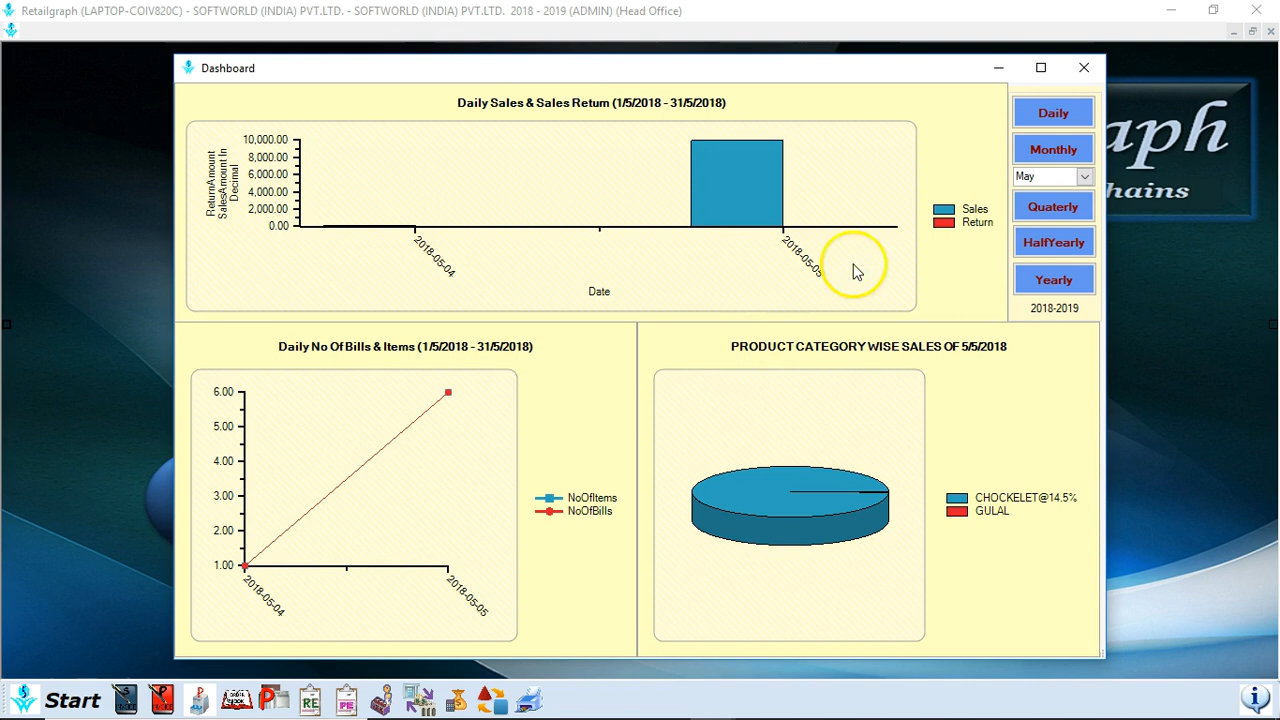 Retailgraph (LAPTOP-COIV820C) - SOFTWORLD (INDIA) PVT.LTD. - SOFTWORLD (INDIA) PVT.LTD.  2018 - 2019 (ADMIN) (Head Office)
Dashboard
Daily Sales & Sales Return (1/5/2018 - 31/5/2018)
ReturnAmount
SalesAmount In
Decimal
10,000.00
8,000.00
6,000.00
4,000.00
2,000.00
0.00
2018-05-04
2018-05-05
Date
Sales
Return
Daily
Monthly
May
Quaterly
HalfYearly
Yearly
2018-2019
aph
hains
Daily No Of Bills & Items (1/5/2018 - 31/5/2018)
6.00
5.00
4.00
3.00
2.00
1.00
2018-05-04
2018-05-05
NoOfItems
NoOfBills
PRODUCT CATEGORY WISE SALES OF 5/5/2018
CHOCKELET@14.5%
GULAL
Start
RE
PE